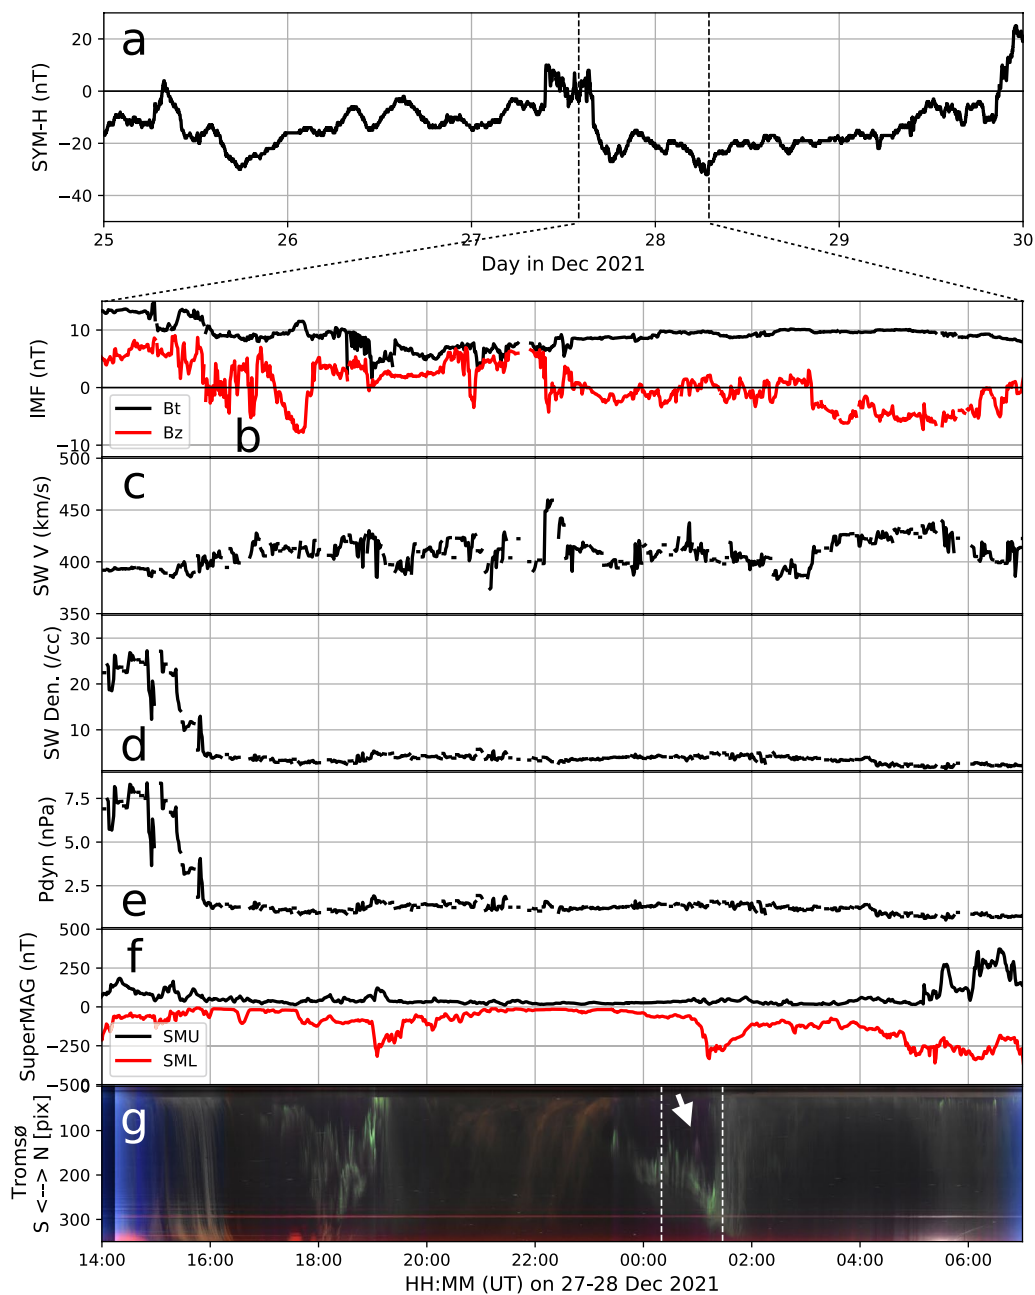 a
SYM-H (nT)
20
0
−20
−40
25 26 27 28 29 30
Day in Dec 2021
IMF (nT)
10
0
−10
Bt
Bz
b
c
SW V (km/s)
500
450
400
350
SW Den. (/cc)
30
20
10
d
Pdyn (nPa)
7.5
5.0
2.5
e
f
SuperMAG (nT)
500
250
0
−250
−500
SMU
SML
g
Tromsø
S <--> N [pix]
0
100
200
300
14:00 16:00 18:00 20:00 22:00 00:00 02:00 04:00 06:00
HH:MM (UT) on 27-28 Dec 2021